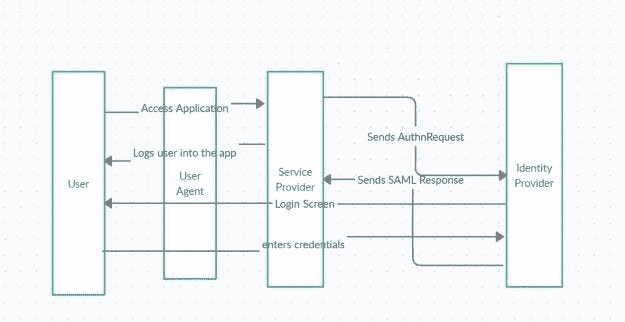 Access Application
Sends AuthnRequest
Logs user into the app
User
User
Agent
Service
Provider
Sends SAML Response
Identity
Provider
Login Screen
enters credentials